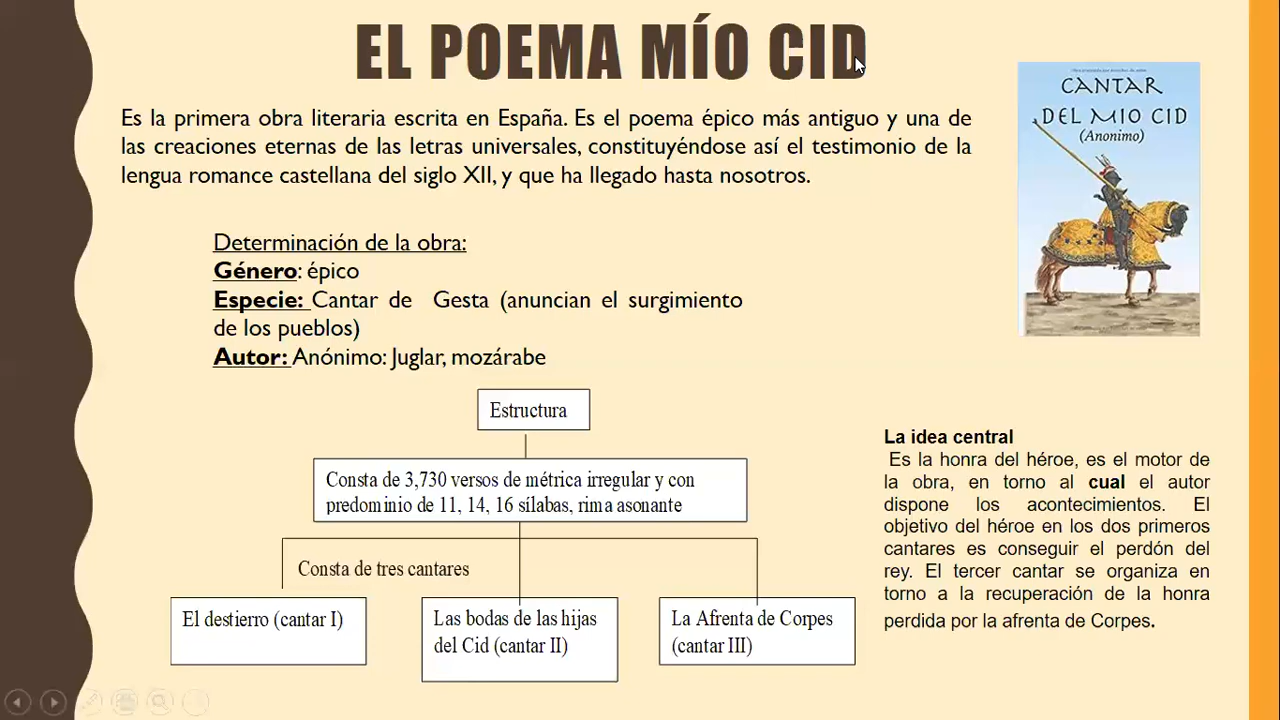 EL POEMA MÍO CID
Es la primera obra literaria escrita en España. Es el poema épico más antiguo y una de
las creaciones eternas de las letras universales, constituyéndose así el testimonio de la
lengua romance castellana del siglo XII, y que ha llegado hasta nosotros.
CANTAR
DEL MIO CID
(Anonimo)
Determinación de la obra:
Género: épico
Especie: Cantar de Gesta (anuncian el surgimiento
de los pueblos)
Autor: Anónimo: Juglar, mozárabe
Estructura
Consta de 3,730 versos de métrica irregular y con
predominio de 11, 14, 16 sílabas, rima asonante
Consta de tres cantares
El destierro (cantar I)
Las bodas de las hijas
del Cid (cantar II)
La Afrenta de Corpes
(cantar III)
La idea central
Es la honra del héroe, es el motor de
la obra, en torno al cual el autor
dispone los acontecimientos. El
objetivo del héroe en los dos primeros
cantares es conseguir el perdón del
rey. El tercer cantar se organiza en
torno a la recuperación de la honra
perdida por la afrenta de Corpes.